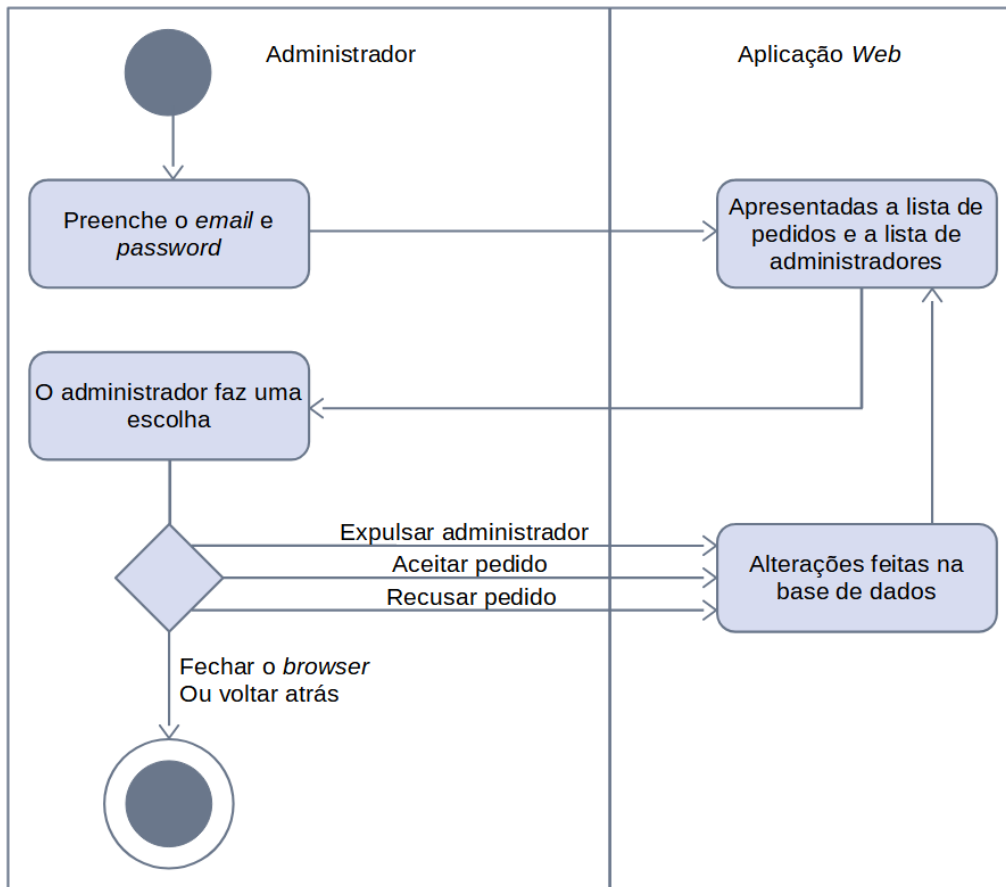 Administrador
Aplicação Web
Preenche o email e
password
Apresentadas a lista de
pedidos e a lista de
administradores
O administrador faz uma
escolha
Expulsar administrador
Aceitar pedido
Recusar pedido
Alterações feitas na
base de dados
Fechar o browser
Ou voltar atrás